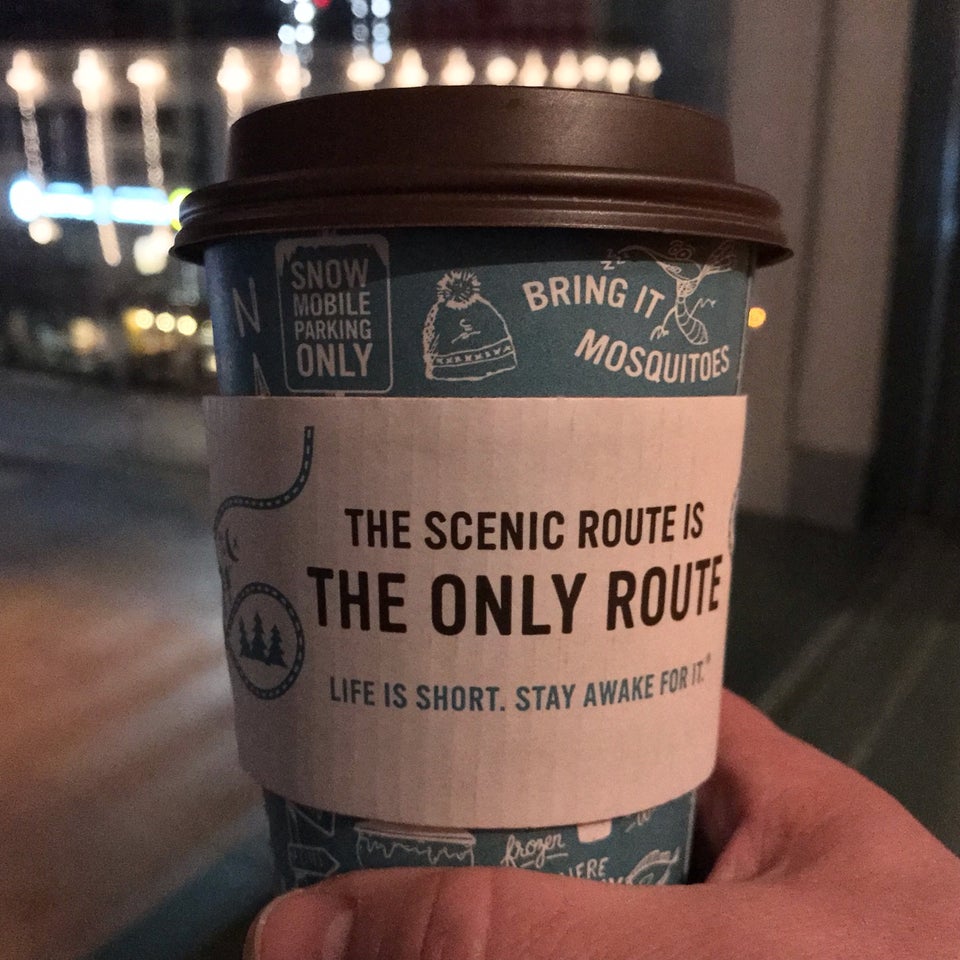 SNOW
MOBILE
PARKING
ONLY
BRING IT
MOSQUITOES
THE SCENIC ROUTE IS
THE ONLY ROUTE
LIFE IS SHORT. STAY AWAKE FOR IT.®
frozen